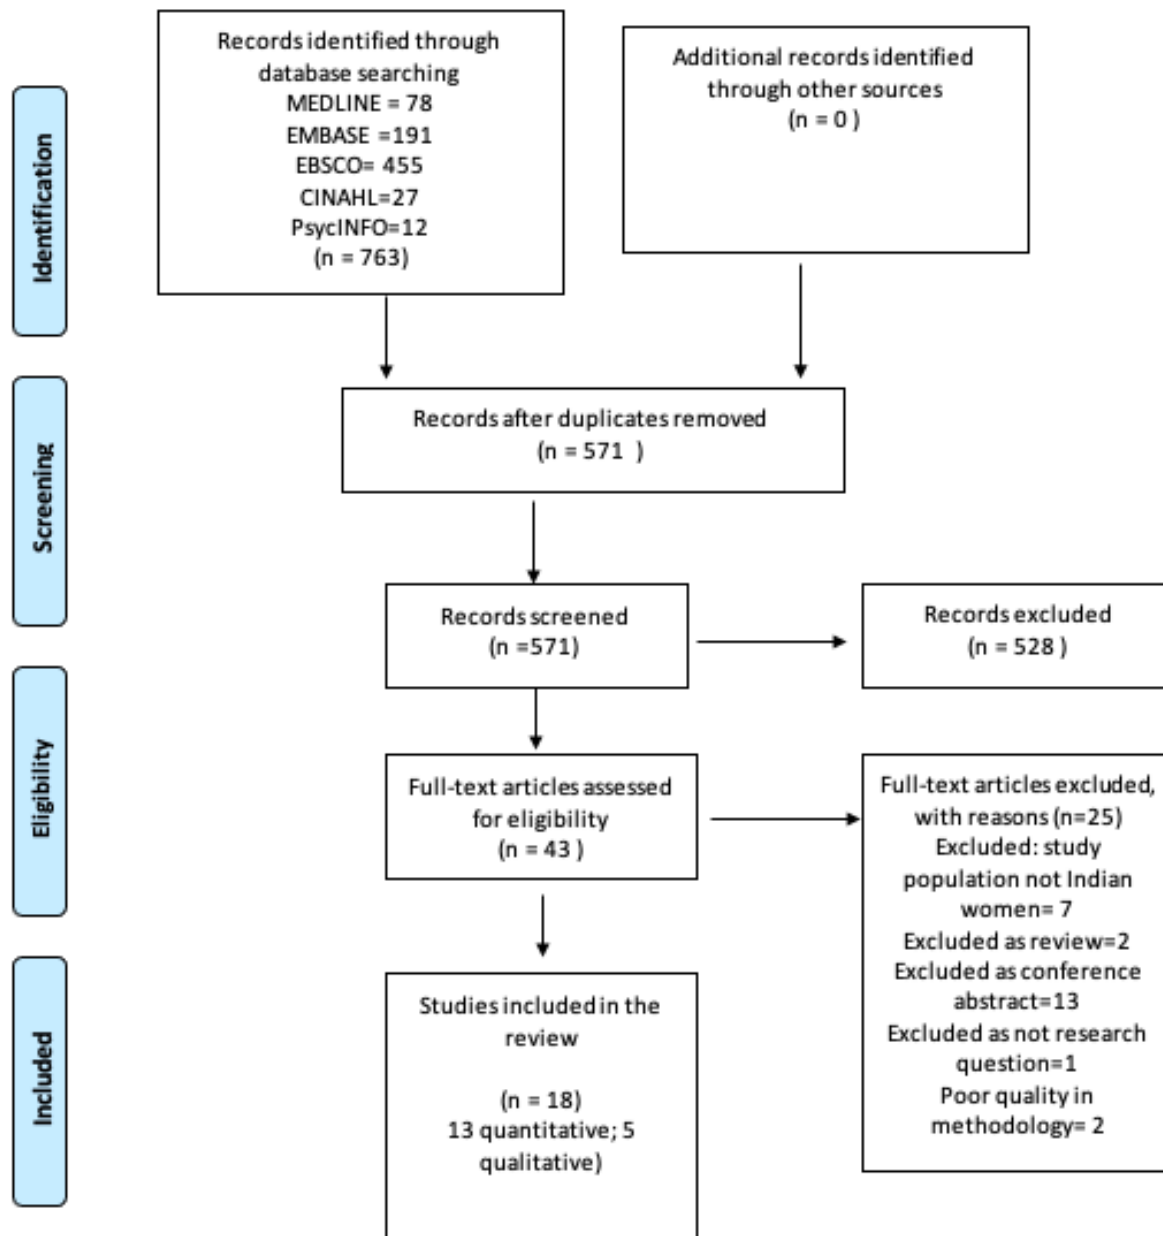 Identification
Records identified through
database searching
MEDLINE = 78
EMBASE =191
EBSCO= 455
CINAHL=27
PsycINFO=12
(n = 763)
Additional records identified
through other sources
(n = 0 )
Screening
Records after duplicates removed
(n = 571 )
Records screened
(n =571)
Records excluded
(n = 528 )
Eligibility
Full-text articles assessed
for eligibility
(n = 43 )
Full-text articles excluded,
with reasons (n=25)
Excluded: study
population not Indian
women= 7
Excluded as review=2
Excluded as conference
abstract=13
Excluded as not research
question=1
Poor quality in
methodology= 2
Included
Studies included in the
review
(n = 18)
13 quantitative; 5
qualitative)